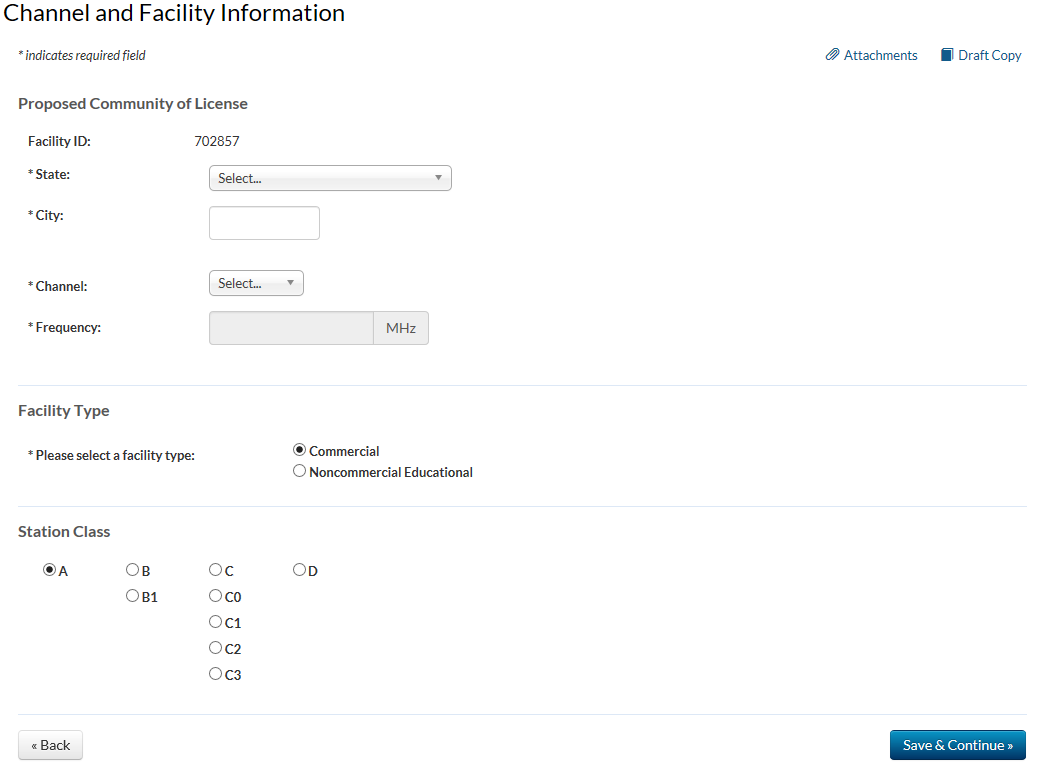 Channel and Facility Information
* indicates required field
Attachments
Draft Copy
Proposed Community of License
Facility ID: 702857
* State: Select...
* City:
* Channel: Select...
* Frequency: MHz
Facility Type
* Please select a facility type: Commercial
Noncommercial Educational
Station Class
A B C D
B1 C0
C1
C2
C3
« Back Save & Continue »